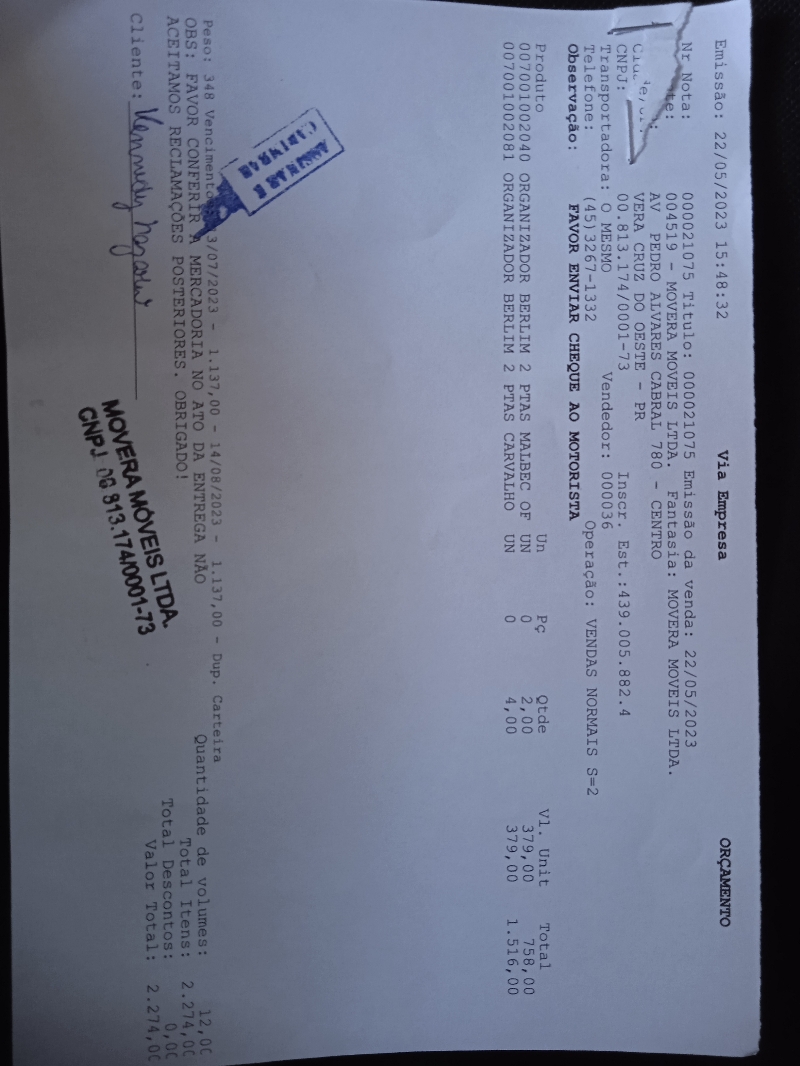 Emissão: 22/05/2023 15:48:32 Via Empresa ORÇAMENTO
Nr Nota: 000021075 Titulo: 000021075 Emissão da venda: 22/05/2023
004519 - MOVERA MOVEIS LTDA. Fantasia: MOVERA MOVEIS LTDA.
AV PEDRO ALVARES CABRAL 780 - CENTRO
VERA CRUZ DO OESTE - PR
CNPJ: 00.813.174/0001-73 Inscr. Est.:439.005.882.4
Transportadora: O MESMO Vendedor: 000036
Telefone: (45)3267-1332 Operação: VENDAS NORMAIS S=2
Observação: FAVOR ENVIAR CHEQUE AO MOTORISTA
Produto Un Pç Qtde Vl. Unit Total
007001002040 ORGANIZADOR BERLIM 2 PTAS MALBEC OF UN 0 2,00 379,00 758,00
007001002081 ORGANIZADOR BERLIM 2 PTAS CARVALHO UN 0 4,00 379,00 1.516,00
Peso: 348 Vencimento 3/07/2023 - 1.137,00 - 14/08/2023 - 1.137,00 - Dup. Carteira
Quantidade de volumes: 12,00
OBS: FAVOR CONFERIR A MERCADORIA NO ATO DA ENTREGA NÃO
Total Itens: 2.274,00
ACEITAMOS RECLAMAÇÕES POSTERIORES. OBRIGADO!
Total Descontos: 0,00
Valor Total: 2.274,00
Cliente: Kennedy
ASSINAR E
CARIMBAR
MOVERA MÓVEIS LTDA.
CNPJ 00 813.174/0001-73